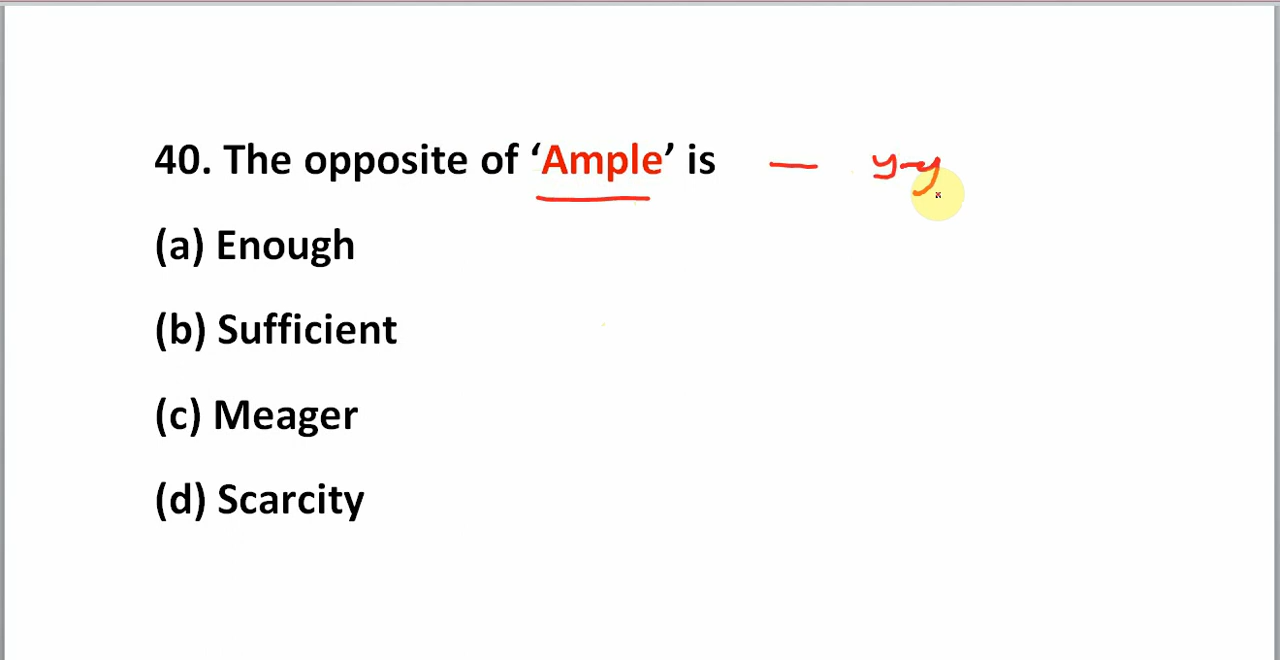 40. The opposite of ‘Ample’ is —
(a) Enough
(b) Sufficient
(c) Meager
(d) Scarcity